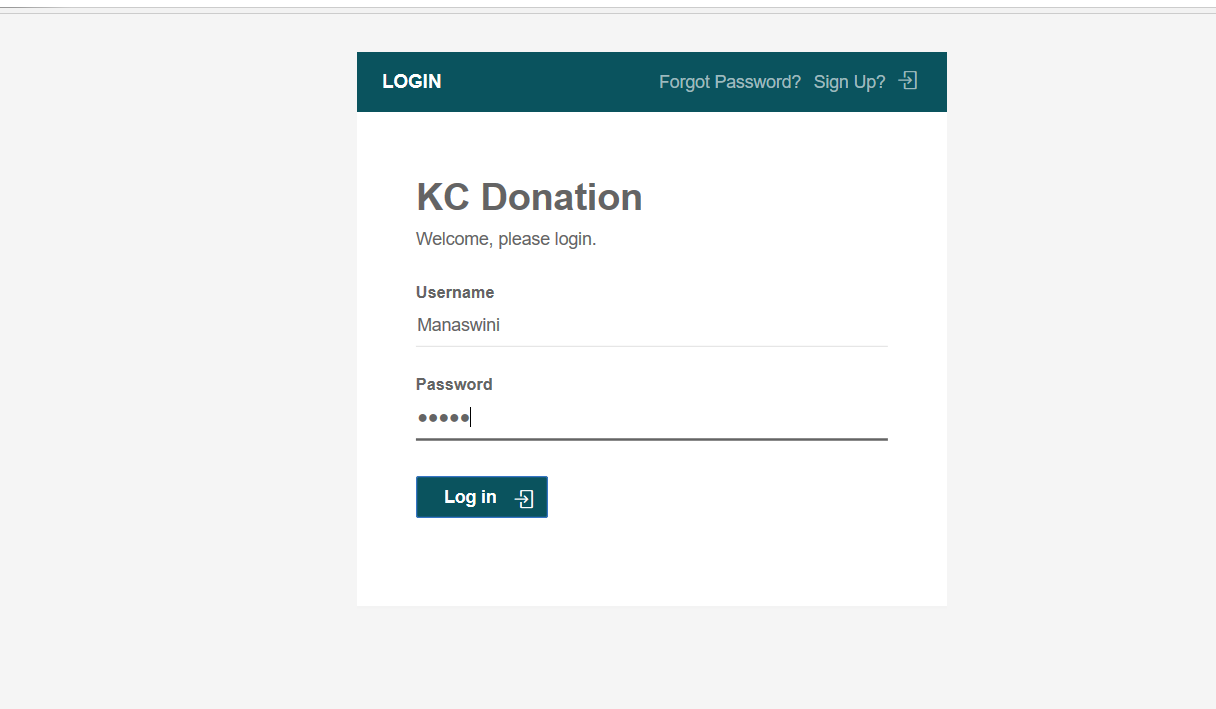 LOGIN Forgot Password? Sign Up?
KC Donation
Welcome, please login.
Username
Manaswini
Password
•••••
Log in